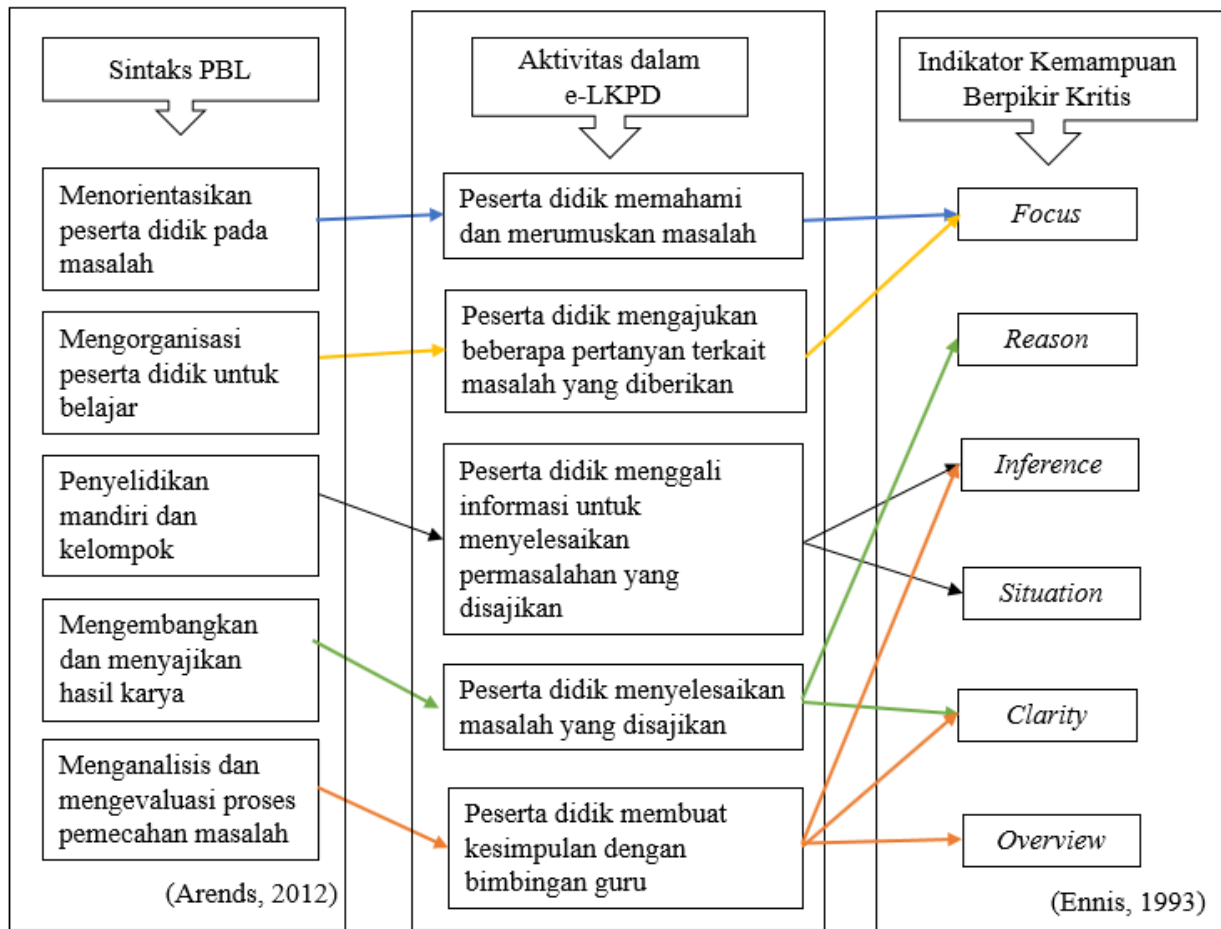 Sintaks PBL
Menorientasikan
peserta didik pada
masalah
Mengorganisasi
peserta didik untuk
belajar
Penyelidikan
mandiri dan
kelompok
Mengembangkan
dan menyajikan
hasil karya
Menganalisis dan
mengevaluasi proses
pemecahan masalah
(Arends, 2012)
Aktivitas dalam
e-LKPD
Peserta didik memahami
dan merumuskan masalah
Peserta didik mengajukan
beberapa pertanyan terkait
masalah yang diberikan
Peserta didik menggali
informasi untuk
menyelesaikan
permasalahan yang
disajikan
Peserta didik menyelesaikan
masalah yang disajikan
Peserta didik membuat
kesimpulan dengan
bimbingan guru
Indikator Kemampuan
Berpikir Kritis
Focus
Reason
Inference
Situation
Clarity
Overview
(Ennis, 1993)